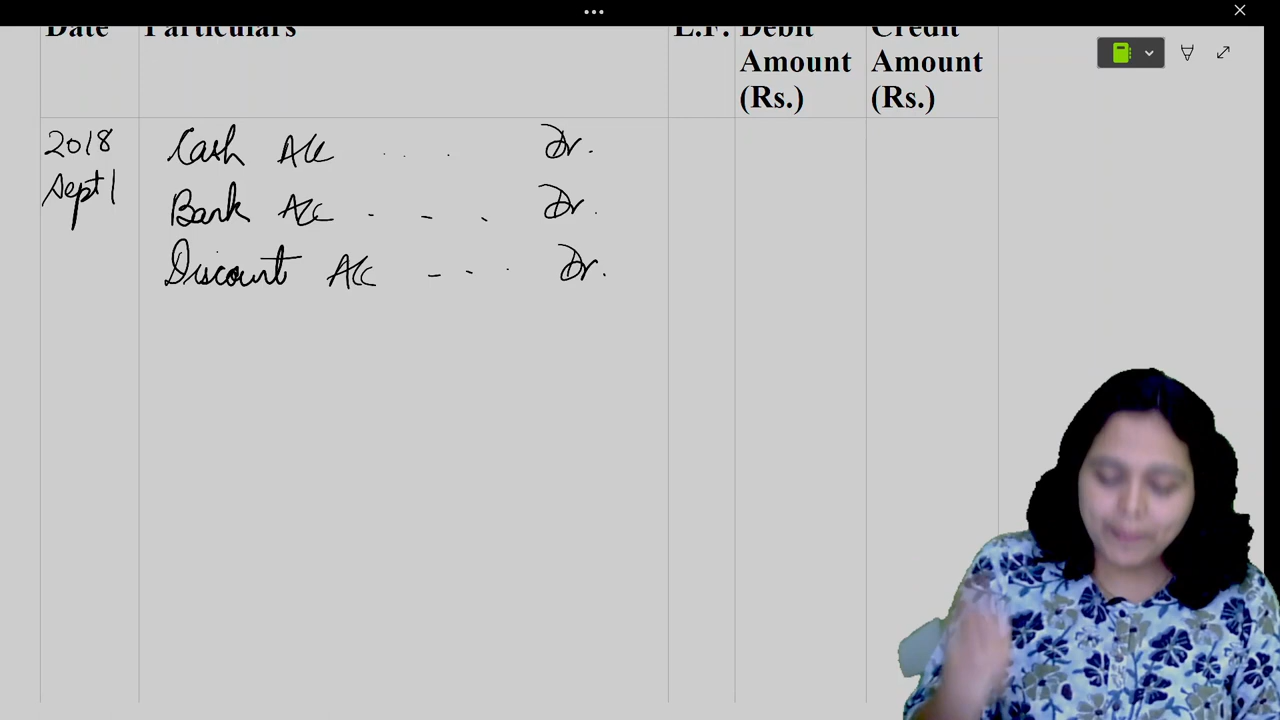 Date Particulars L.F. Debit Credit
Amount Amount
(Rs.) (Rs.)
2018 Cash A/c . . . Dr.
Sept 1
Bank A/c - - - Dr.
Discount A/c - - - Dr.